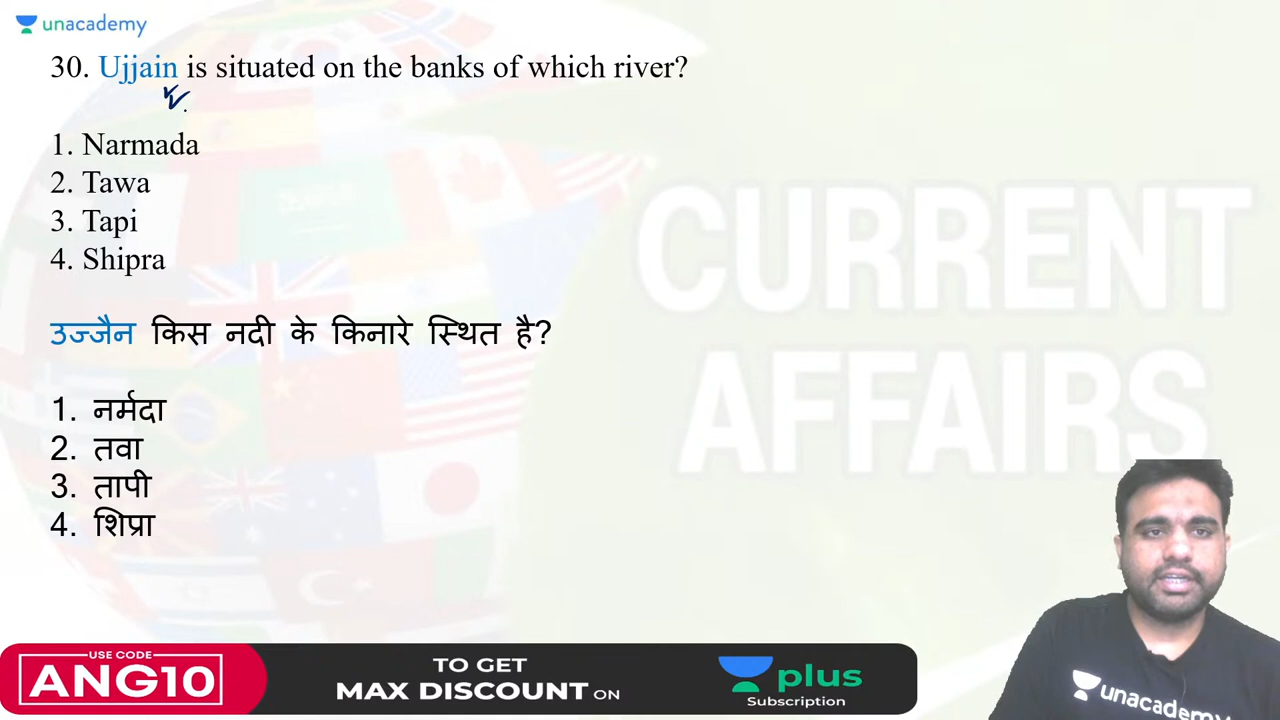 unacademy
30. Ujjain is situated on the banks of which river?
1. Narmada
2. Tawa
3. Tapi
4. Shipra
उज्जैन किस नदी के किनारे स्थित है?
1. नर्मदा
2. तवा
3. तापी
4. शिप्रा
CURRENT
AFFAIRS
USE CODE
ANG10
TO GET
MAX DISCOUNT ON
plus
Subscription
unacademy